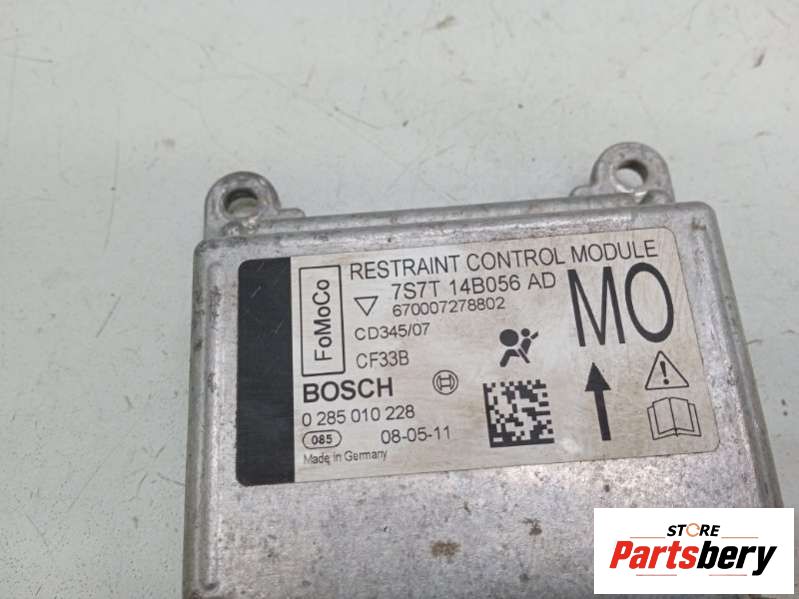 RESTRAINT CONTROL MODULE
FoMoCo
7S7T 14B056 AD
670007278802
MO
CD345/07
CF33B
BOSCH
0 285 010 228
085
08-05-11
Made in Germany
STORE
Partsbery